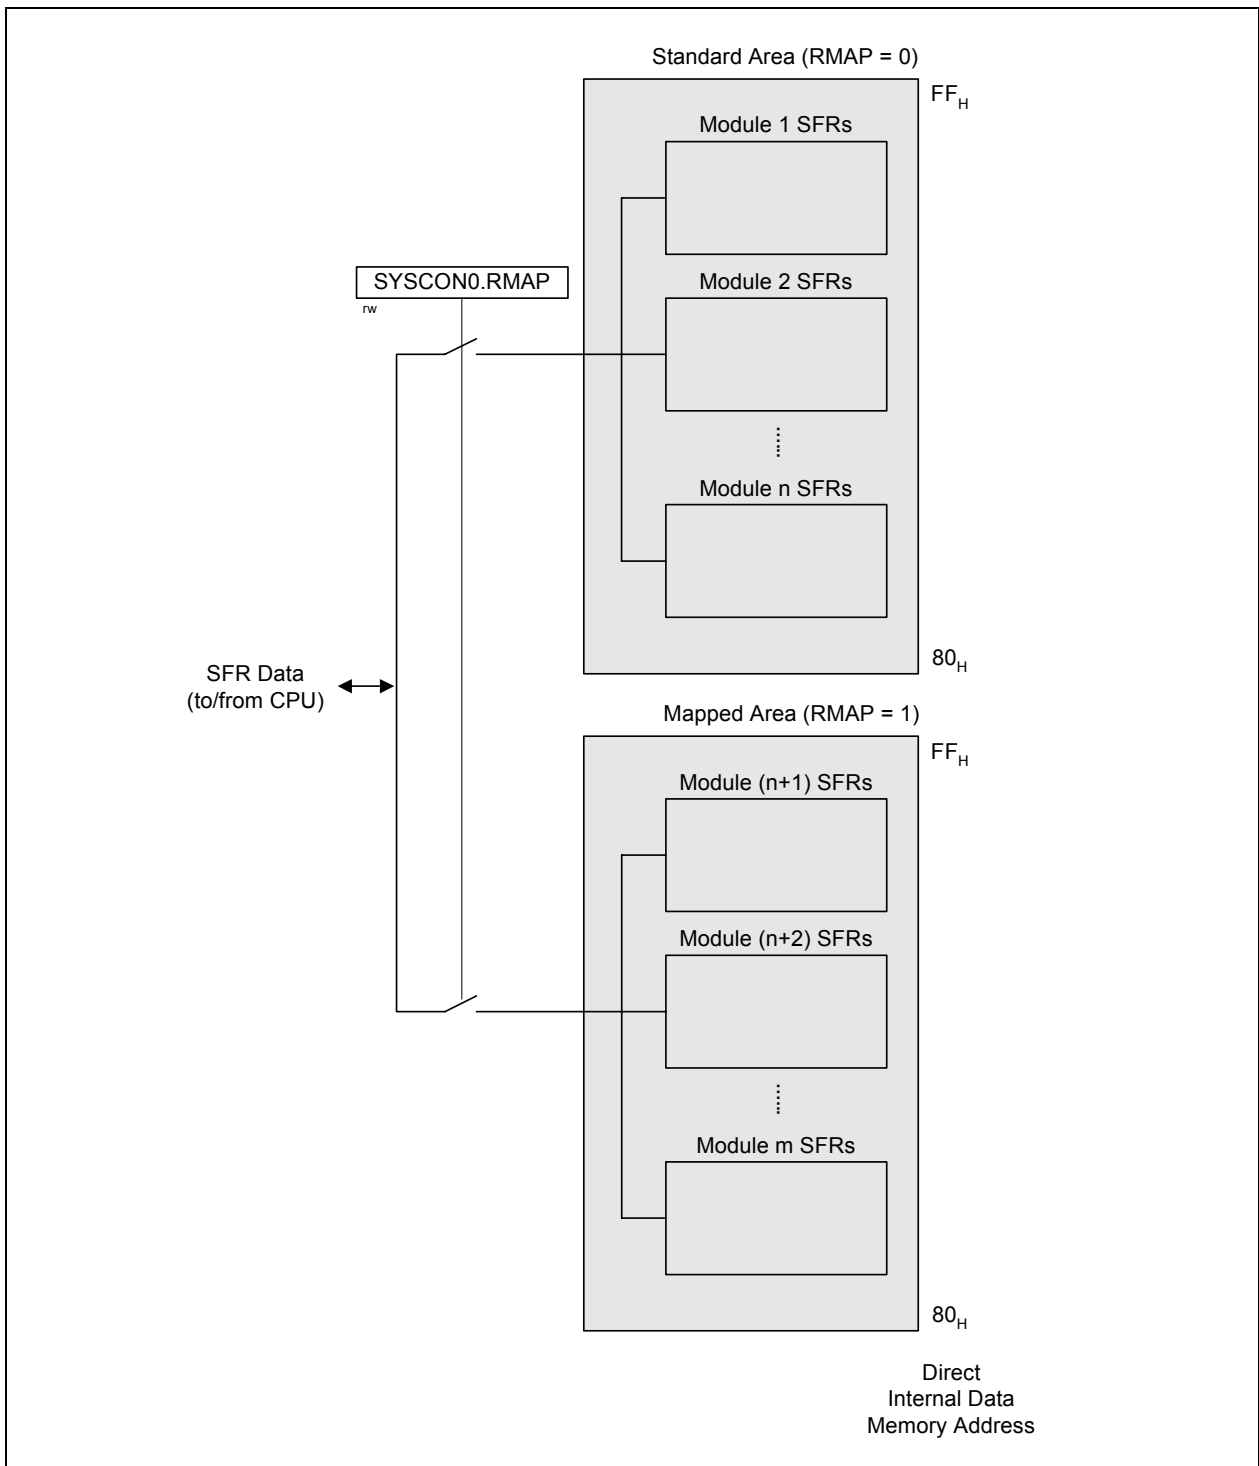 Standard Area (RMAP = 0)
FFH
Module 1 SFRs
SYSCON0.RMAP
rw
Module 2 SFRs
Module n SFRs
80H
SFR Data
(to/from CPU)
Mapped Area (RMAP = 1)
FFH
Module (n+1) SFRs
Module (n+2) SFRs
Module m SFRs
80H
Direct
Internal Data
Memory Address